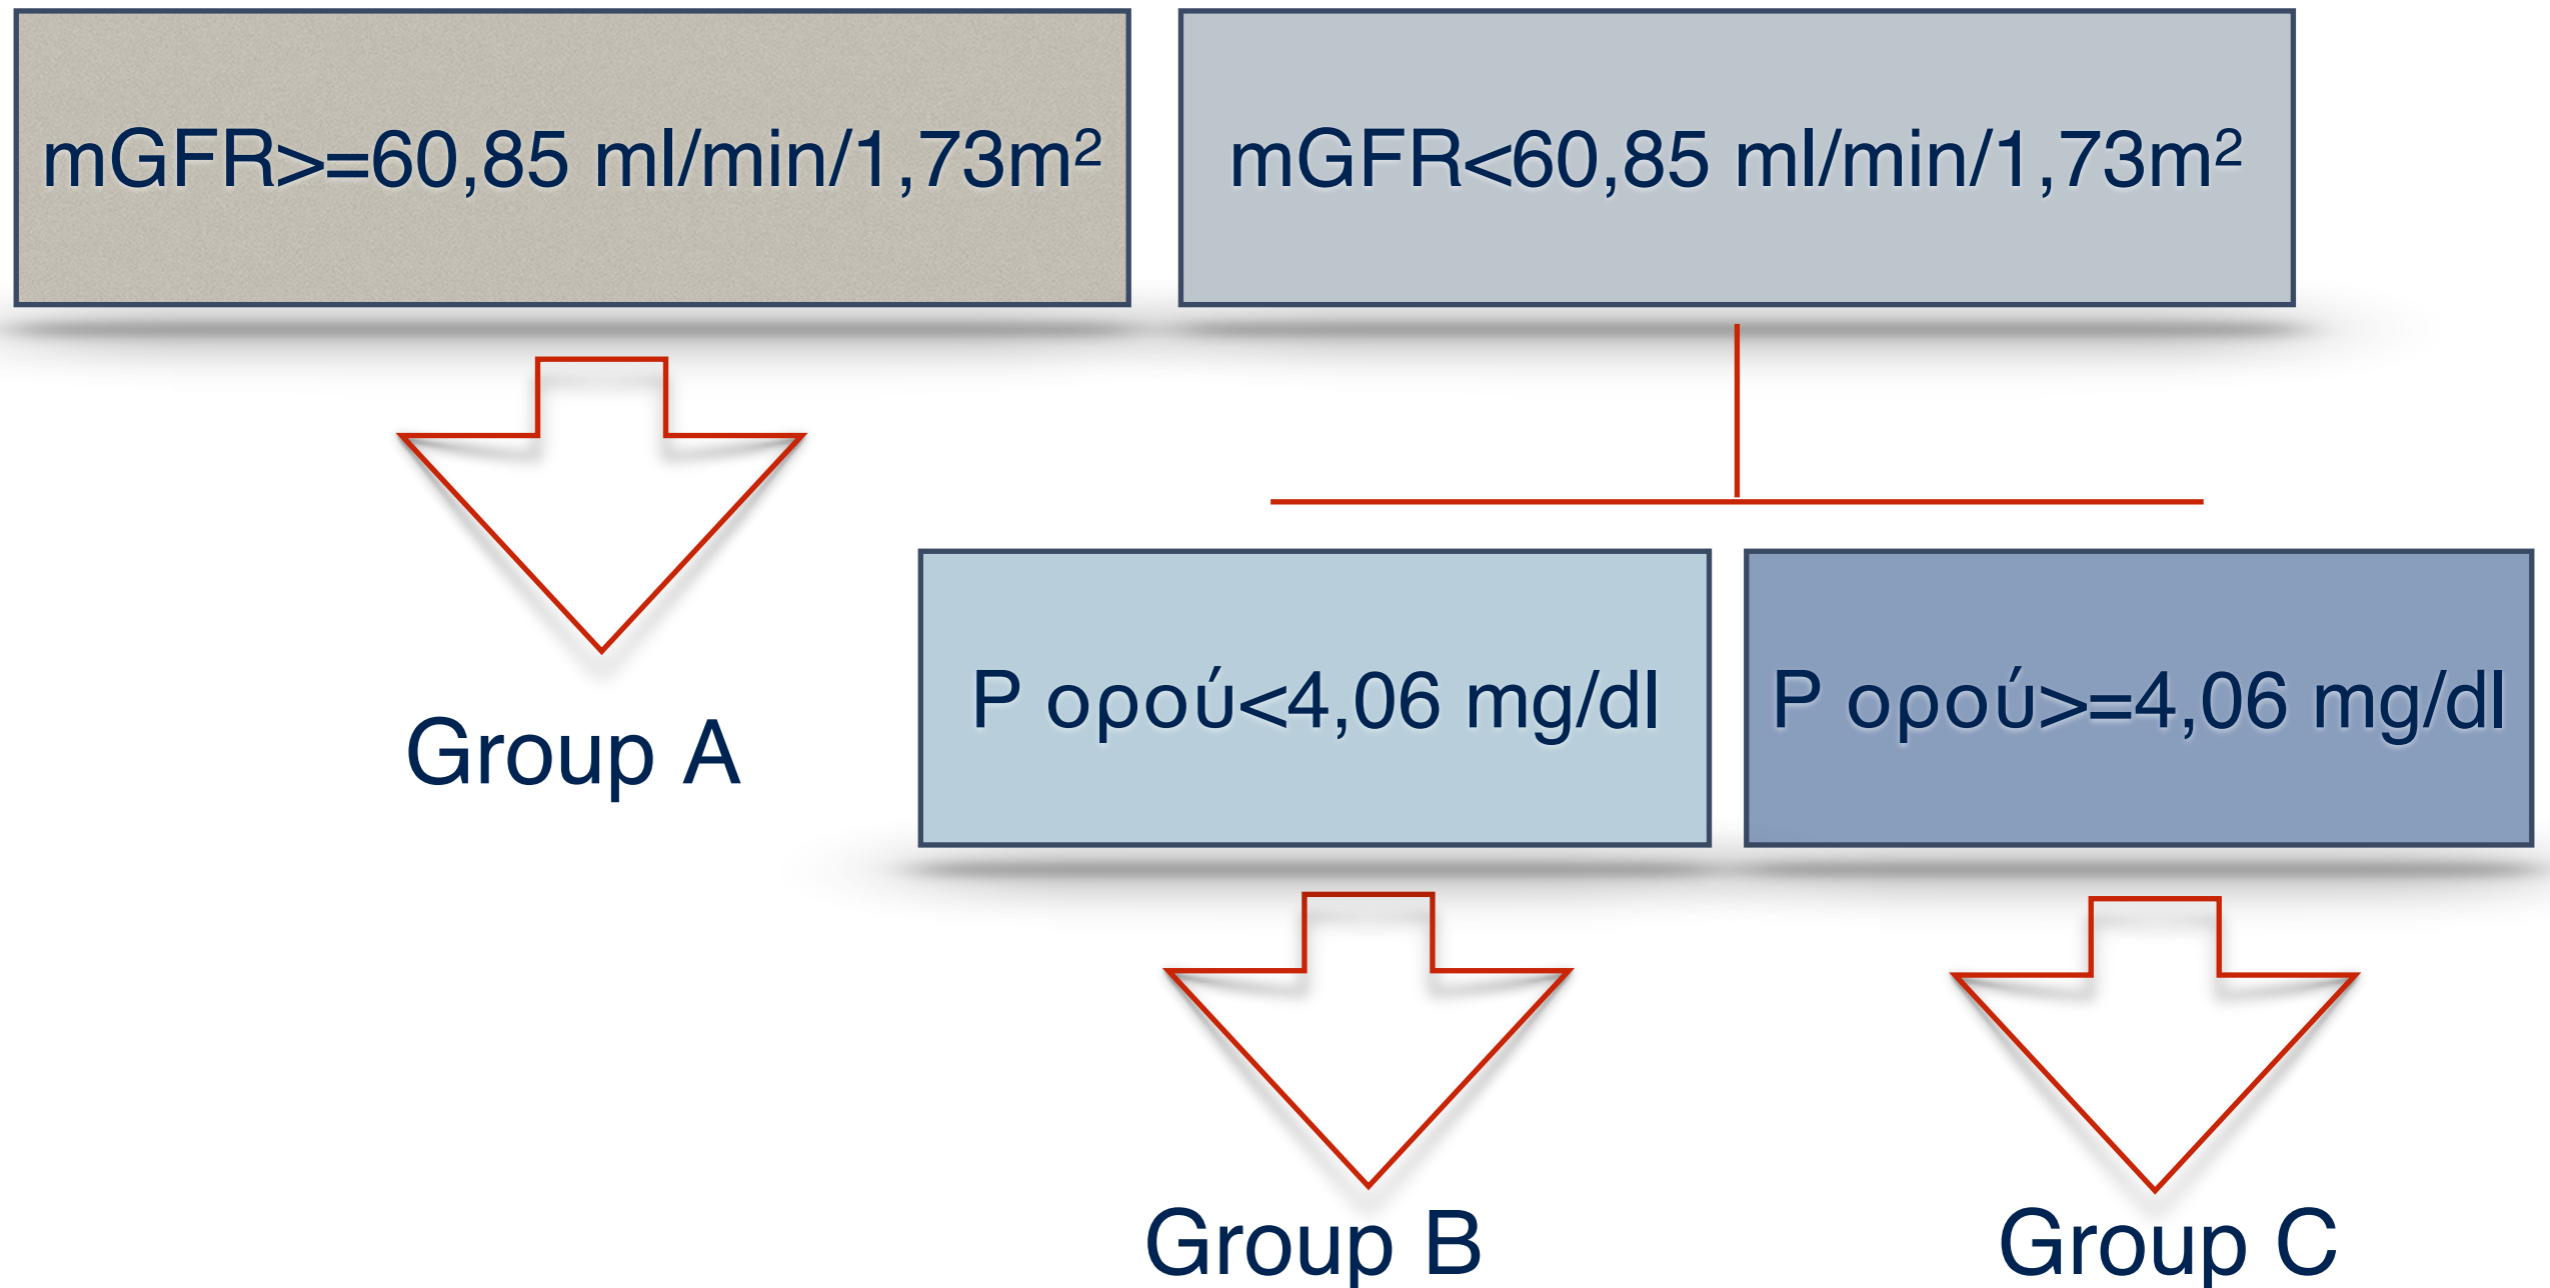 mGFR>=60,85 ml/min/1,73m²
mGFR<60,85 ml/min/1,73m²
P ορού<4,06 mg/dl
P ορού>=4,06 mg/dl
Group A
Group B
Group C